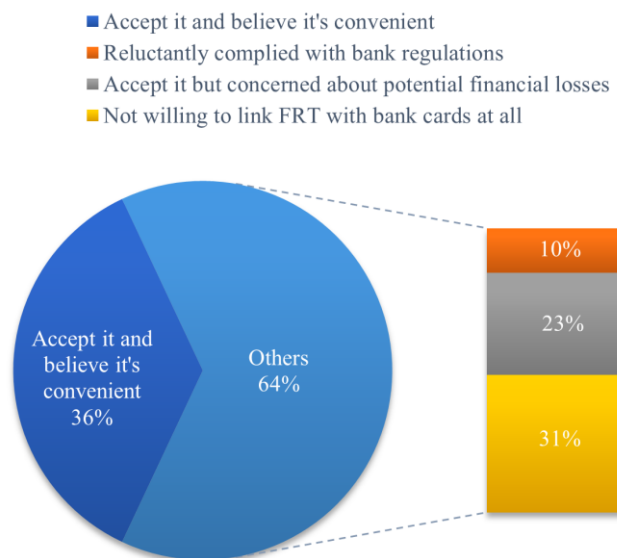 Accept it and believe it's convenient
Reluctantly complied with bank regulations
Accept it but concerned about potential financial losses
Not willing to link FRT with bank cards at all
Accept it and
believe it's
convenient
36%
Others
64%
10%
23%
31%